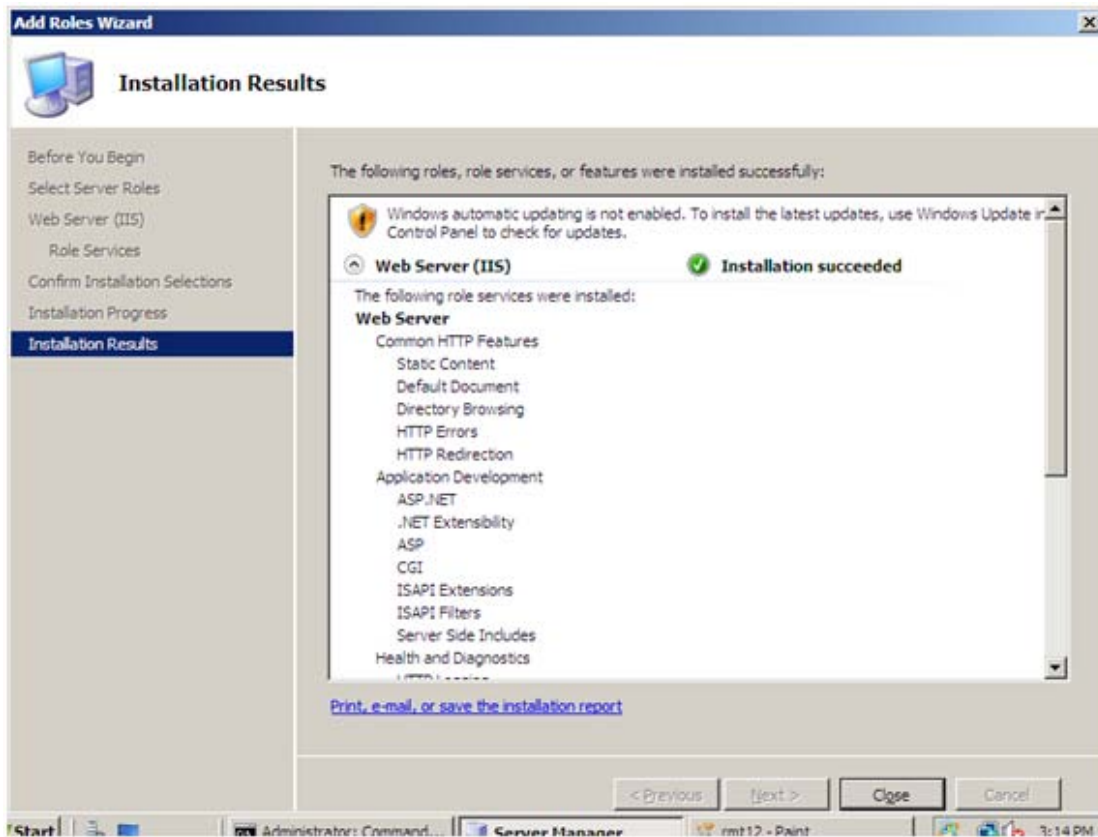 Add Roles Wizard
Installation Results
Before You Begin
Select Server Roles
Web Server (IIS)
Role Services
Confirm Installation Selections
Installation Progress
Installation Results
The following roles, role services, or features were installed successfully:
Windows automatic updating is not enabled. To install the latest updates, use Windows Update in
Control Panel to check for updates.
Web Server (IIS) Installation succeeded
The following role services were installed:
Web Server
Common HTTP Features
Static Content
Default Document
Directory Browsing
HTTP Errors
HTTP Redirection
Application Development
ASP.NET
.NET Extensibility
ASP
CGI
ISAPI Extensions
ISAPI Filters
Server Side Includes
Health and Diagnostics
Print, e-mail, or save the installation report
< Previous Next > Close Cancel
Start Administrator: Command... Server Manager rmt12 - Paint 3:14 PM